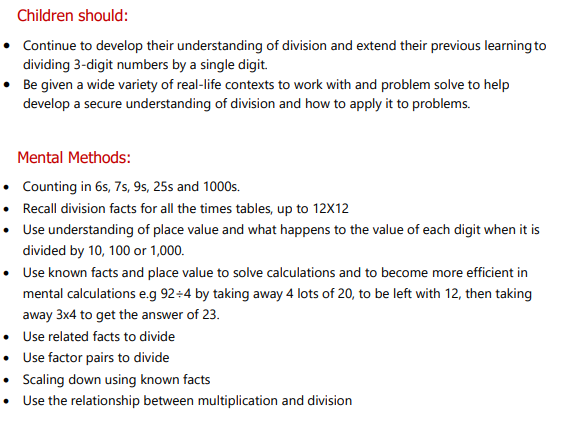 Children should:
• Continue to develop their understanding of division and extend their previous learning to
dividing 3-digit numbers by a single digit.
• Be given a wide variety of real-life contexts to work with and problem solve to help
develop a secure understanding of division and how to apply it to problems.
Mental Methods:
• Counting in 6s, 7s, 9s, 25s and 1000s.
• Recall division facts for all the times tables, up to 12X12
• Use understanding of place value and what happens to the value of each digit when it is
divided by 10, 100 or 1,000.
• Use known facts and place value to solve calculations and to become more efficient in
mental calculations e.g 92÷4 by taking away 4 lots of 20, to be left with 12, then taking
away 3x4 to get the answer of 23.
• Use related facts to divide
• Use factor pairs to divide
• Scaling down using known facts
• Use the relationship between multiplication and division